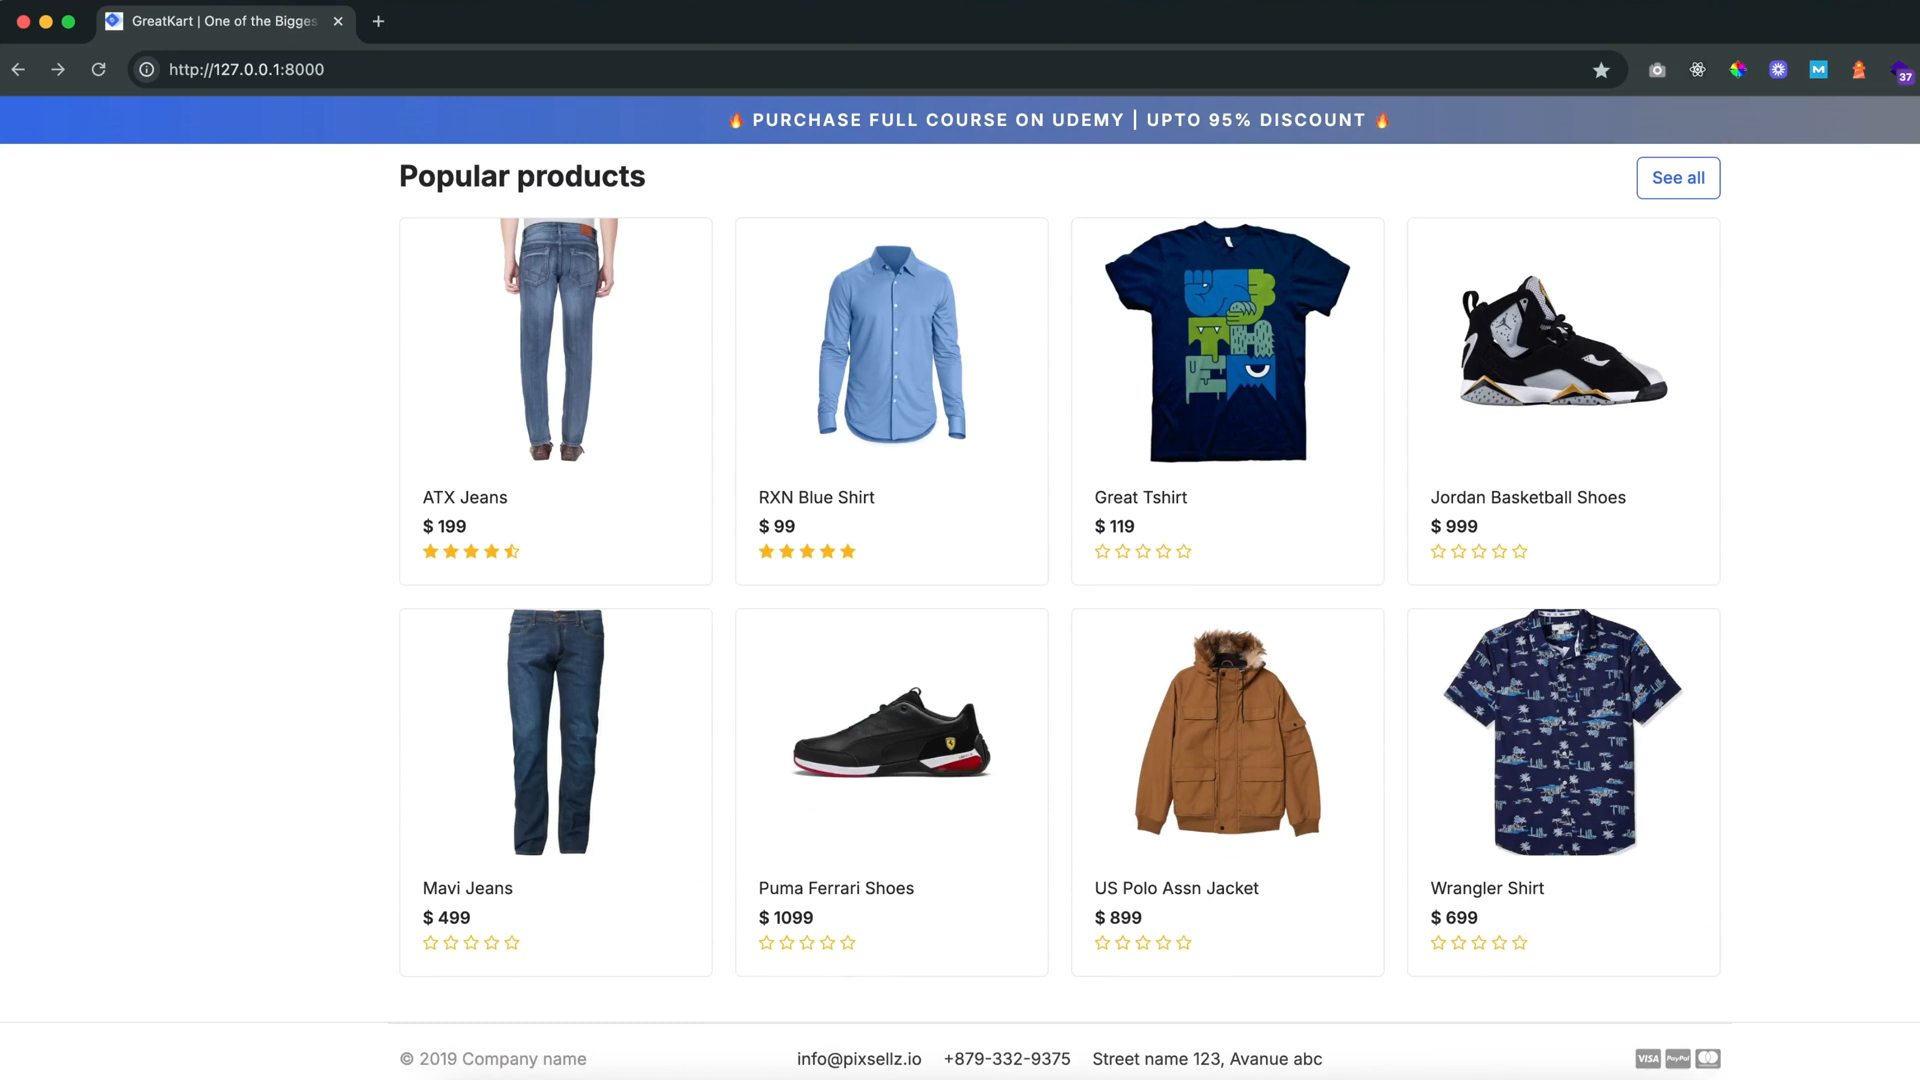 GreatKart | One of the Bigges
http://127.0.0.1:8000
37
🔥 PURCHASE FULL COURSE ON UDEMY | UPTO 95% DISCOUNT 🔥
Popular products
See all
ATX Jeans
$ 199
RXN Blue Shirt
$ 99
Great Tshirt
$ 119
Jordan Basketball Shoes
$ 999
Mavi Jeans
$ 499
Puma Ferrari Shoes
$ 1099
US Polo Assn Jacket
$ 899
Wrangler Shirt
$ 699
© 2019 Company name
info@pixsellz.io
+879-332-9375
Street name 123, Avanue abc
VISA
PayPal